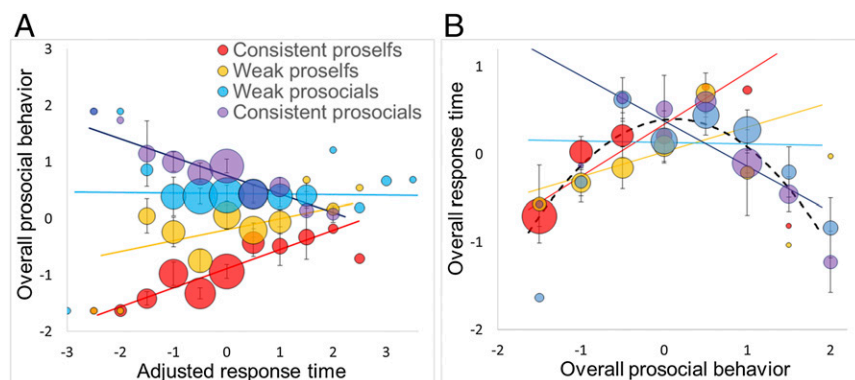 A
B
Overall prosocial behavior
3
2
1
0
-1
-2
Consistent proselfs
Weak proselfs
Weak prosocials
Consistent prosocials
-3 -2 -1 0 1 2 3
Adjusted response time
Overall response time
1
0
-1
-2
-2 -1 0 1 2
Overall prosocial behavior